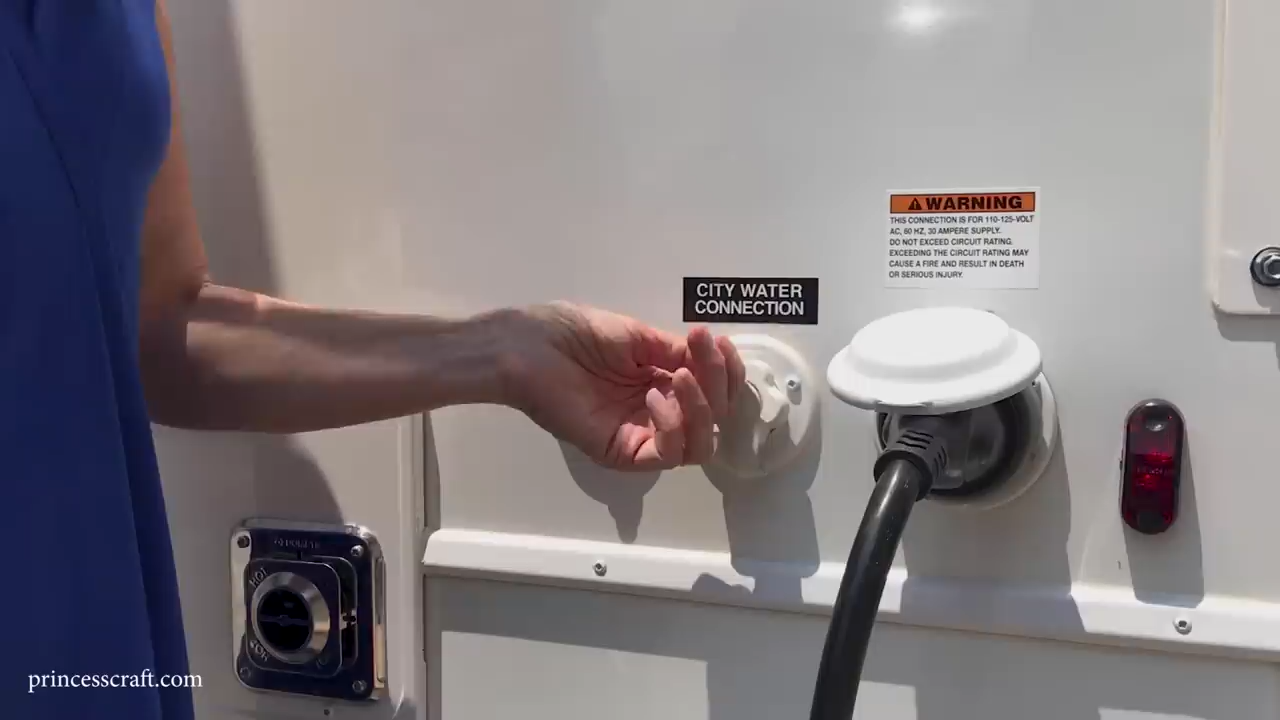 WARNING
THIS CONNECTION IS FOR 110-125-VOLT
AC, 60 HZ, 30 AMPERE SUPPLY.
DO NOT EXCEED CIRCUIT RATING.
EXCEEDING THE CIRCUIT RATING MAY
CAUSE A FIRE AND RESULT IN DEATH
OR SERIOUS INJURY.
CITY WATER
CONNECTION
princesscraft.com